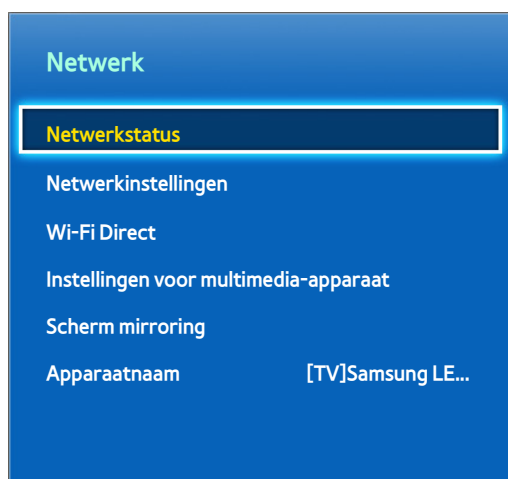 Netwerk
Netwerkstatus
Netwerkinstellingen
Wi-Fi Direct
Instellingen voor multimedia-apparaat
Scherm mirroring
Apparaatnaam [TV]Samsung LE...